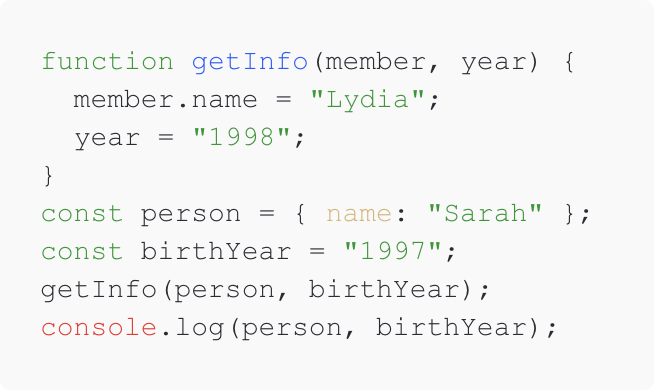 function getInfo(member, year) {
  member.name = "Lydia";
  year = "1998";
}
const person = { name: "Sarah" };
const birthYear = "1997";
getInfo(person, birthYear);
console.log(person, birthYear);